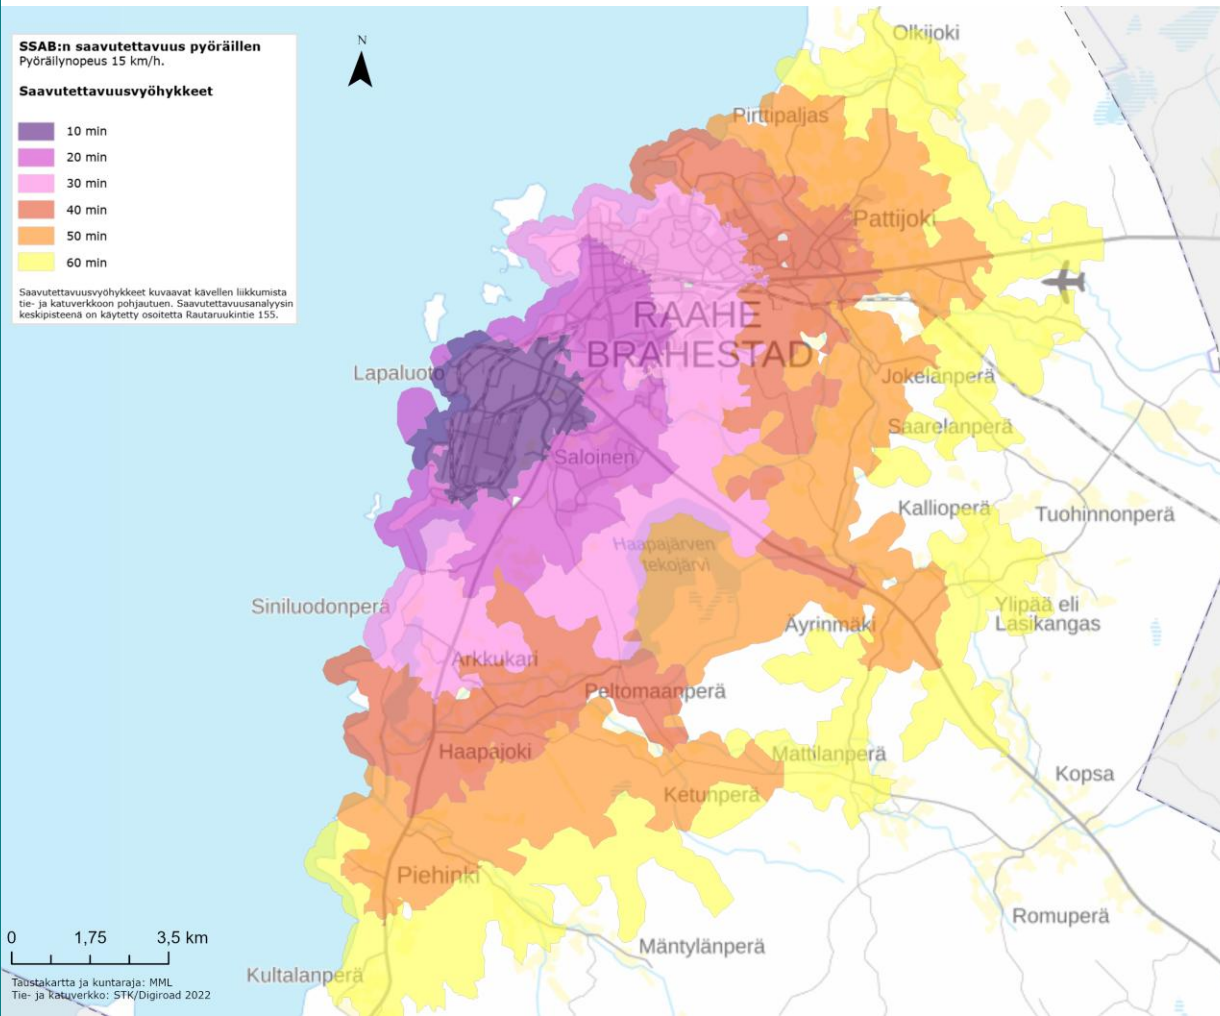 SSAB:n saavutettavuus pyöräillen
Pyöräilynopeus 15 km/h.
Saavutettavuusvyöhykkeet
10 min
20 min
30 min
40 min
50 min
60 min
Saavutettavuusvyöhykkeet kuvaavat kävellen liikkumista
tie- ja katuverkkoon pohjautuen. Saavutettavuusanalyysin
keskipisteenä on käytetty osoitetta Rautaruukintie 155.
N
Olkijoki
Pirttipaljas
Pattijoki
RAAHE
BRAHESTAD
Lapaluoto
Jokelanperä
Saarelanperä
Saloinen
Kallioperä
Tuohinnonperä
Haapajärven
tekojärvi
Siniluodonperä
Äyrinmäki
Ylipää eli
Lasikangas
Arkkukari
Peltomaanperä
Haapajoki
Mattilanperä
Kopsa
Ketunperä
Piehinki
Romuperä
Mäntylänperä
Kultalanperä
0 1,75 3,5 km
Taustakartta ja kuntaraja: MML
Tie- ja katuverkko: STK/Digiroad 2022